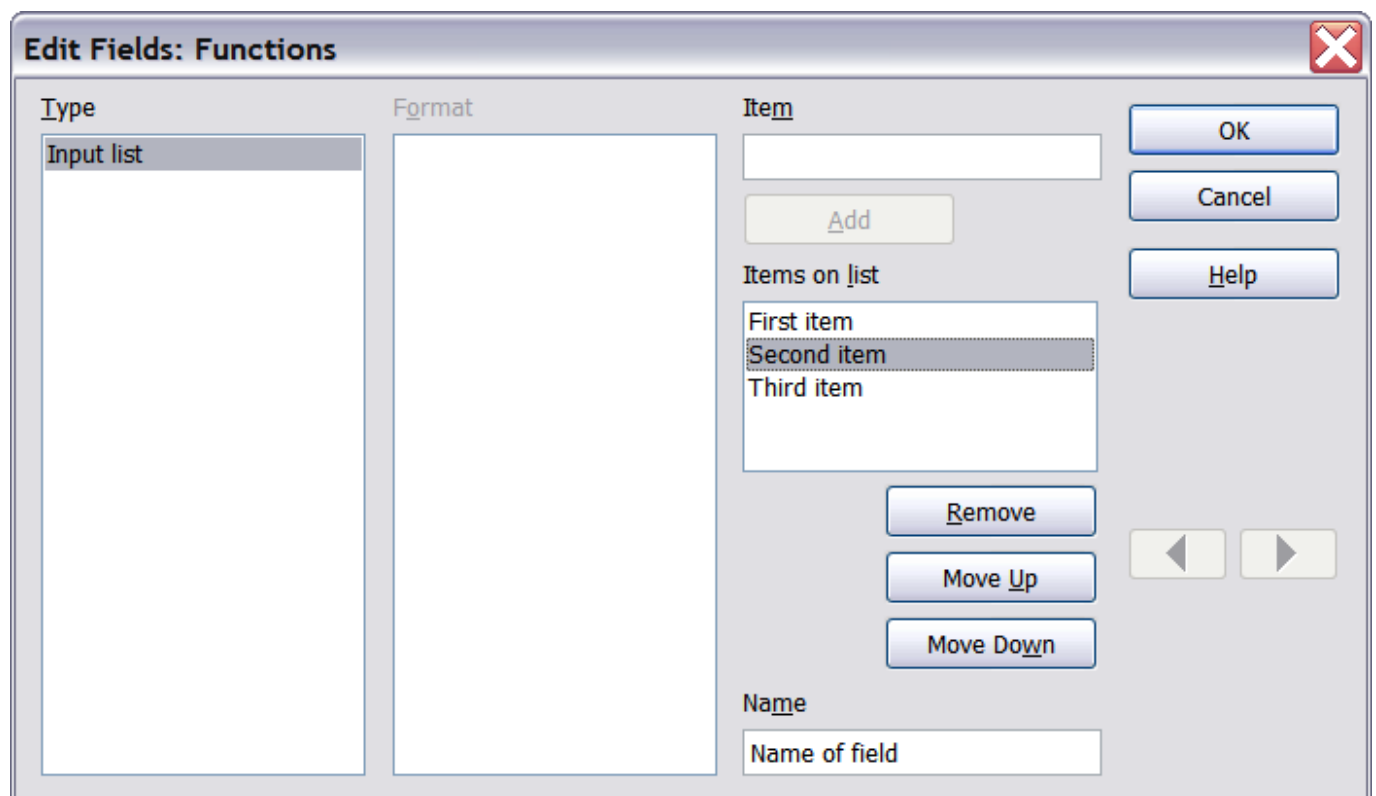 Edit Fields: Functions
Type
Format
Item
Input list
OK
Cancel
Add
Items on list
Help
First item
Second item
Third item
Remove
Move Up
Move Down
Name
Name of field